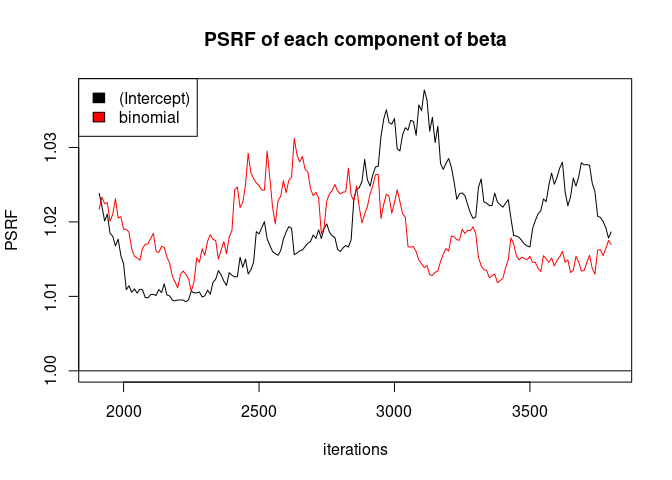 PSRF of each component of beta
(Intercept)
binomial
PSRF
1.03
1.02
1.01
1.00
2000 2500 3000 3500
iterations